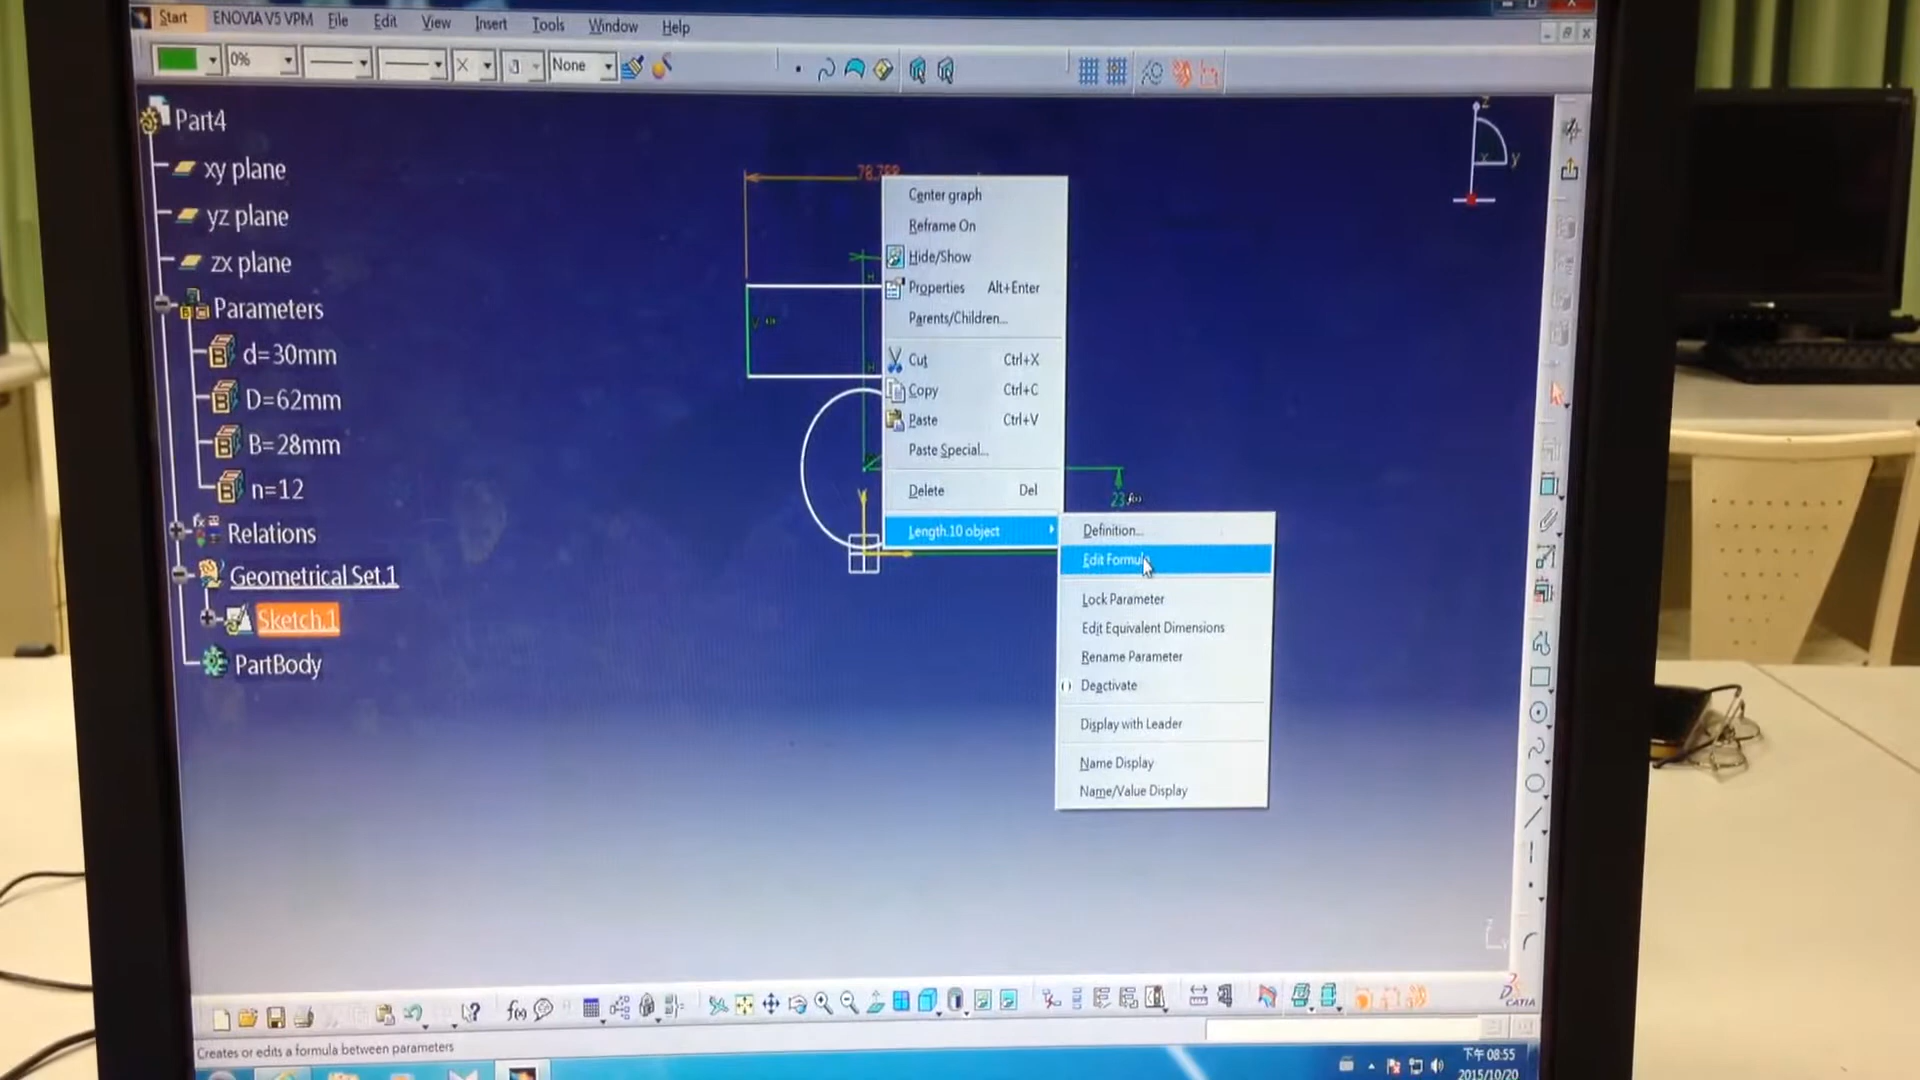 Start ENOVIA V5 VPM File Edit View Insert Tools Window Help
0% None
Part4
xy plane
yz plane
zx plane
Parameters
d=30mm
D=62mm
B=28mm
n=12
Relations
Geometrical Set.1
Sketch.1
PartBody
Center graph
Reframe On
Hide/Show
Properties Alt+Enter
Parents/Children...
Cut Ctrl+X
Copy Ctrl+C
Paste Ctrl+V
Paste Special...
Delete Del
Length.10 object
Definition...
Edit Formula
Lock Parameter
Edit Equivalent Dimensions
Rename Parameter
Deactivate
Display with Leader
Name Display
Name/Value Display
z
x y
V
H
H
23 f(x)
CATIA
f(x)
Creates or edits a formula between parameters
下午 08:55
2015/10/20